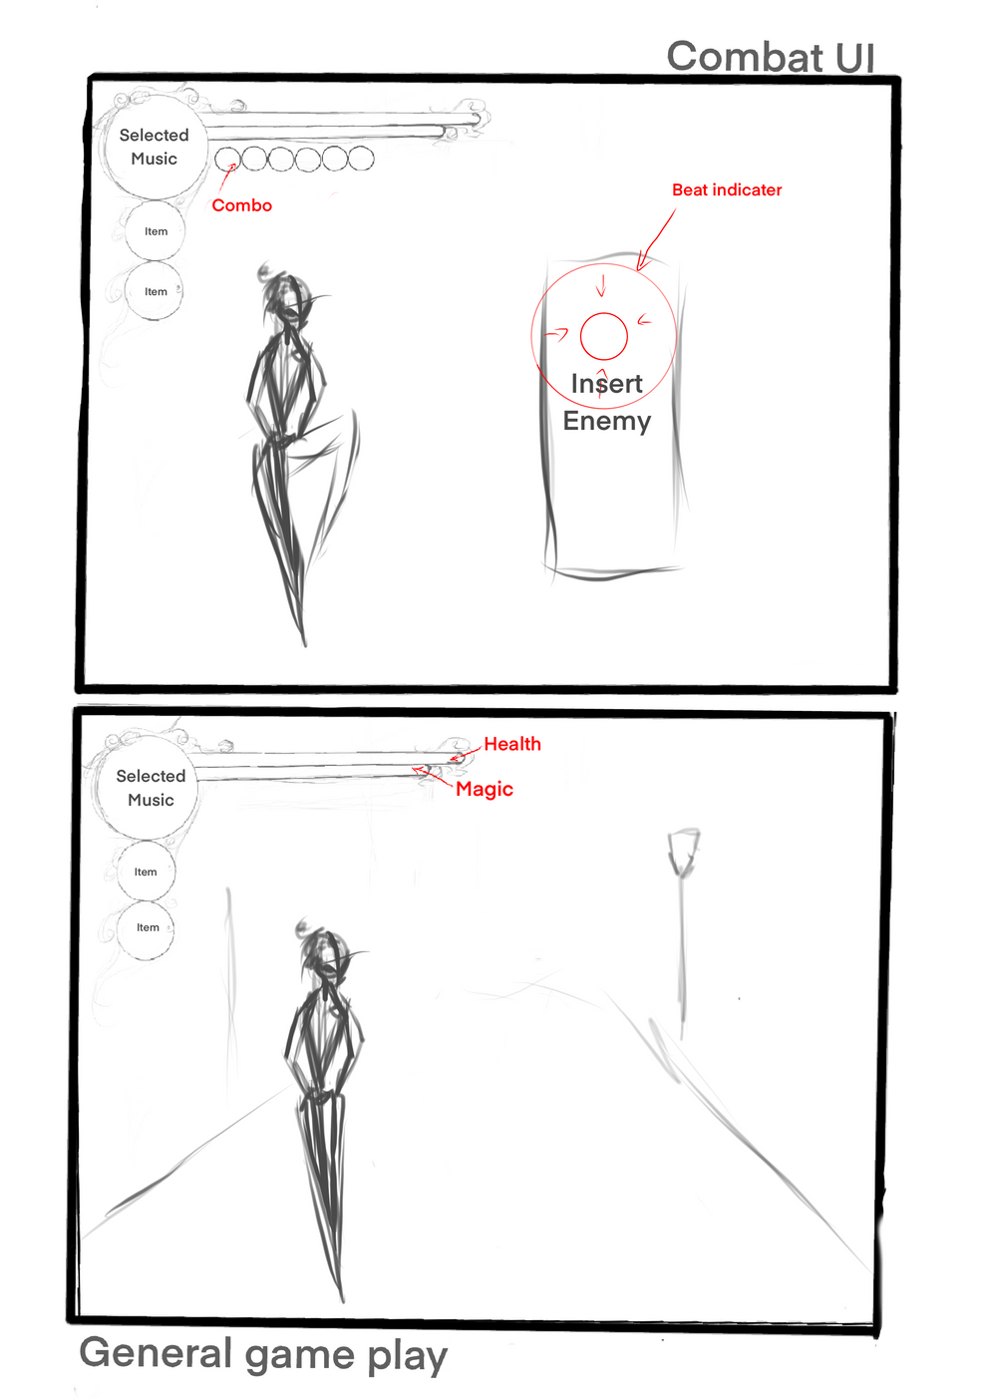 Combat UI
Selected
Music
Combo
Item
Item
Beat indicater
Insert
Enemy
Selected
Music
Health
Magic
Item
Item
General game play